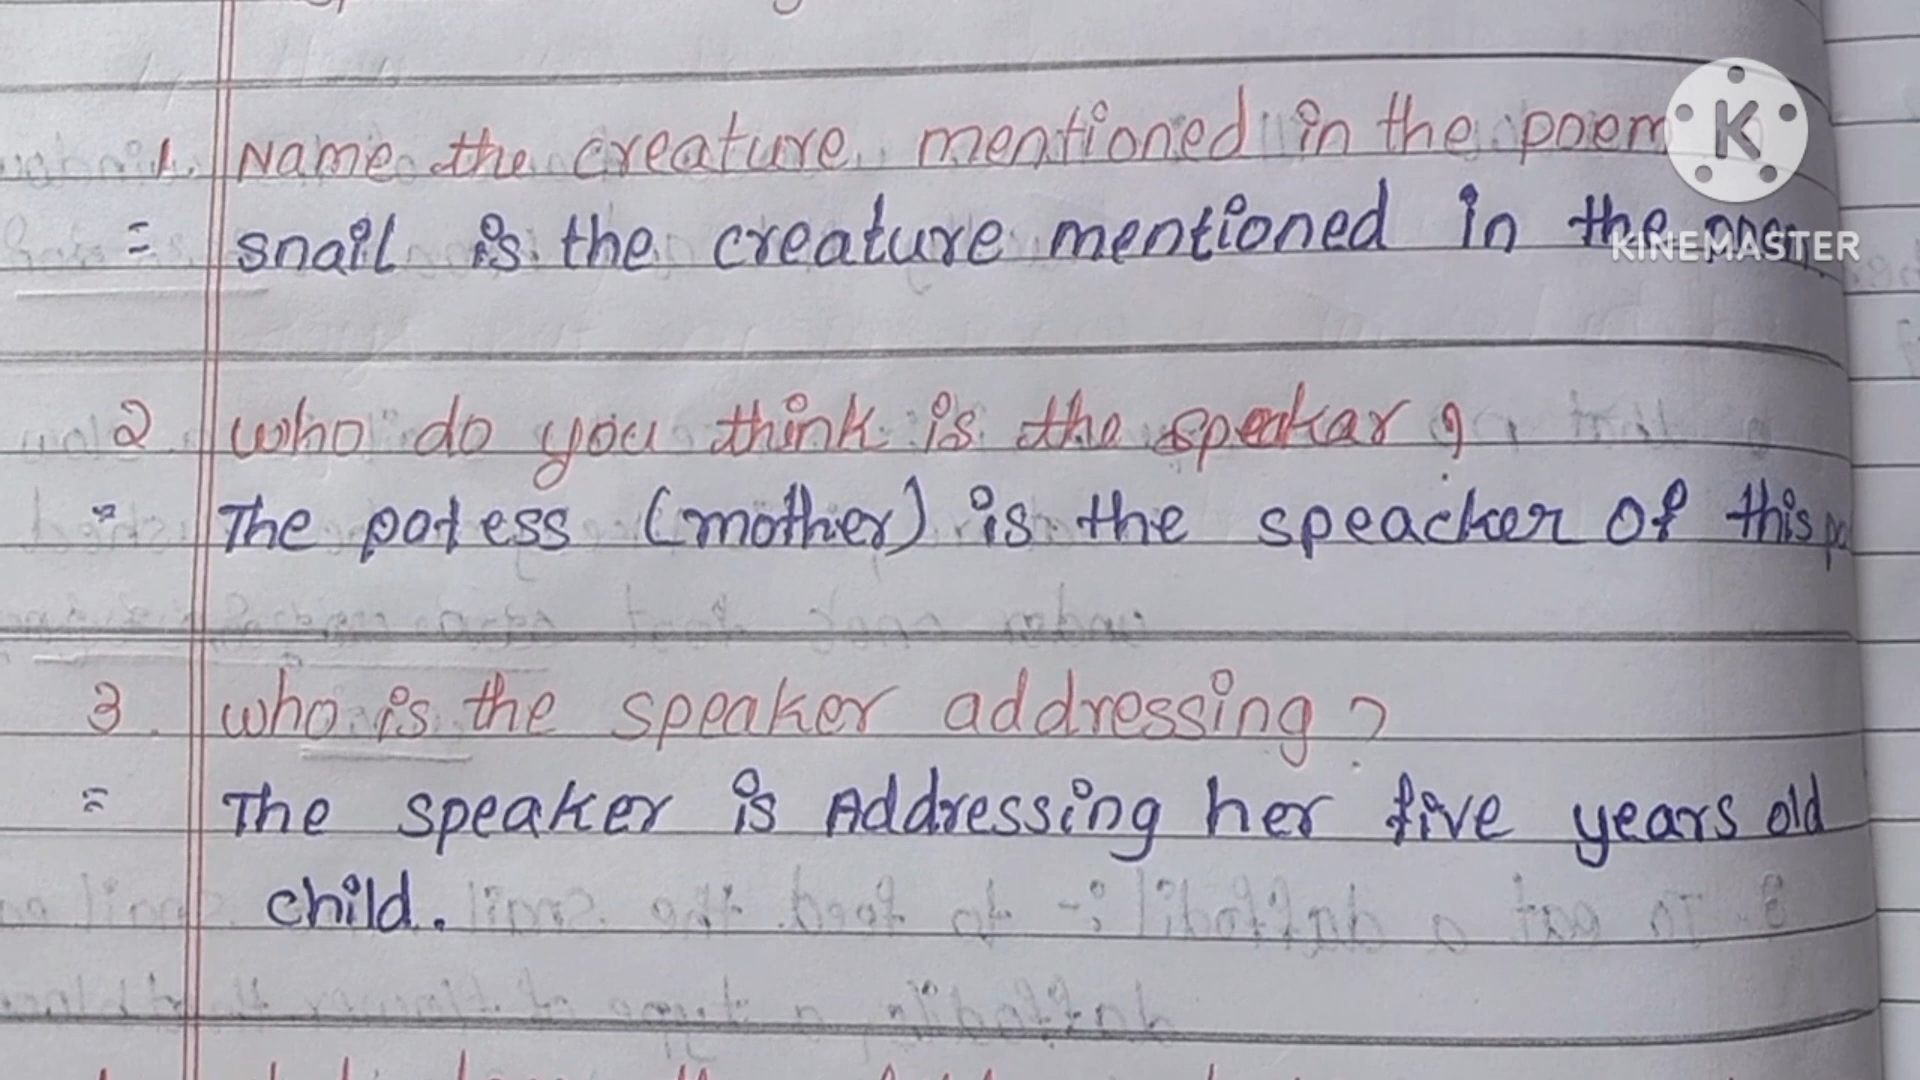 1. Name the creature mentioned in the poem
= snail is the creature mentioned in the poem.
K
KINEMASTER
2 who do you think is the speakar ?
= The potess (mother) is the speacker of this
3. who is the speaker addressing?
= The speaker is Addressing her five years old
child.